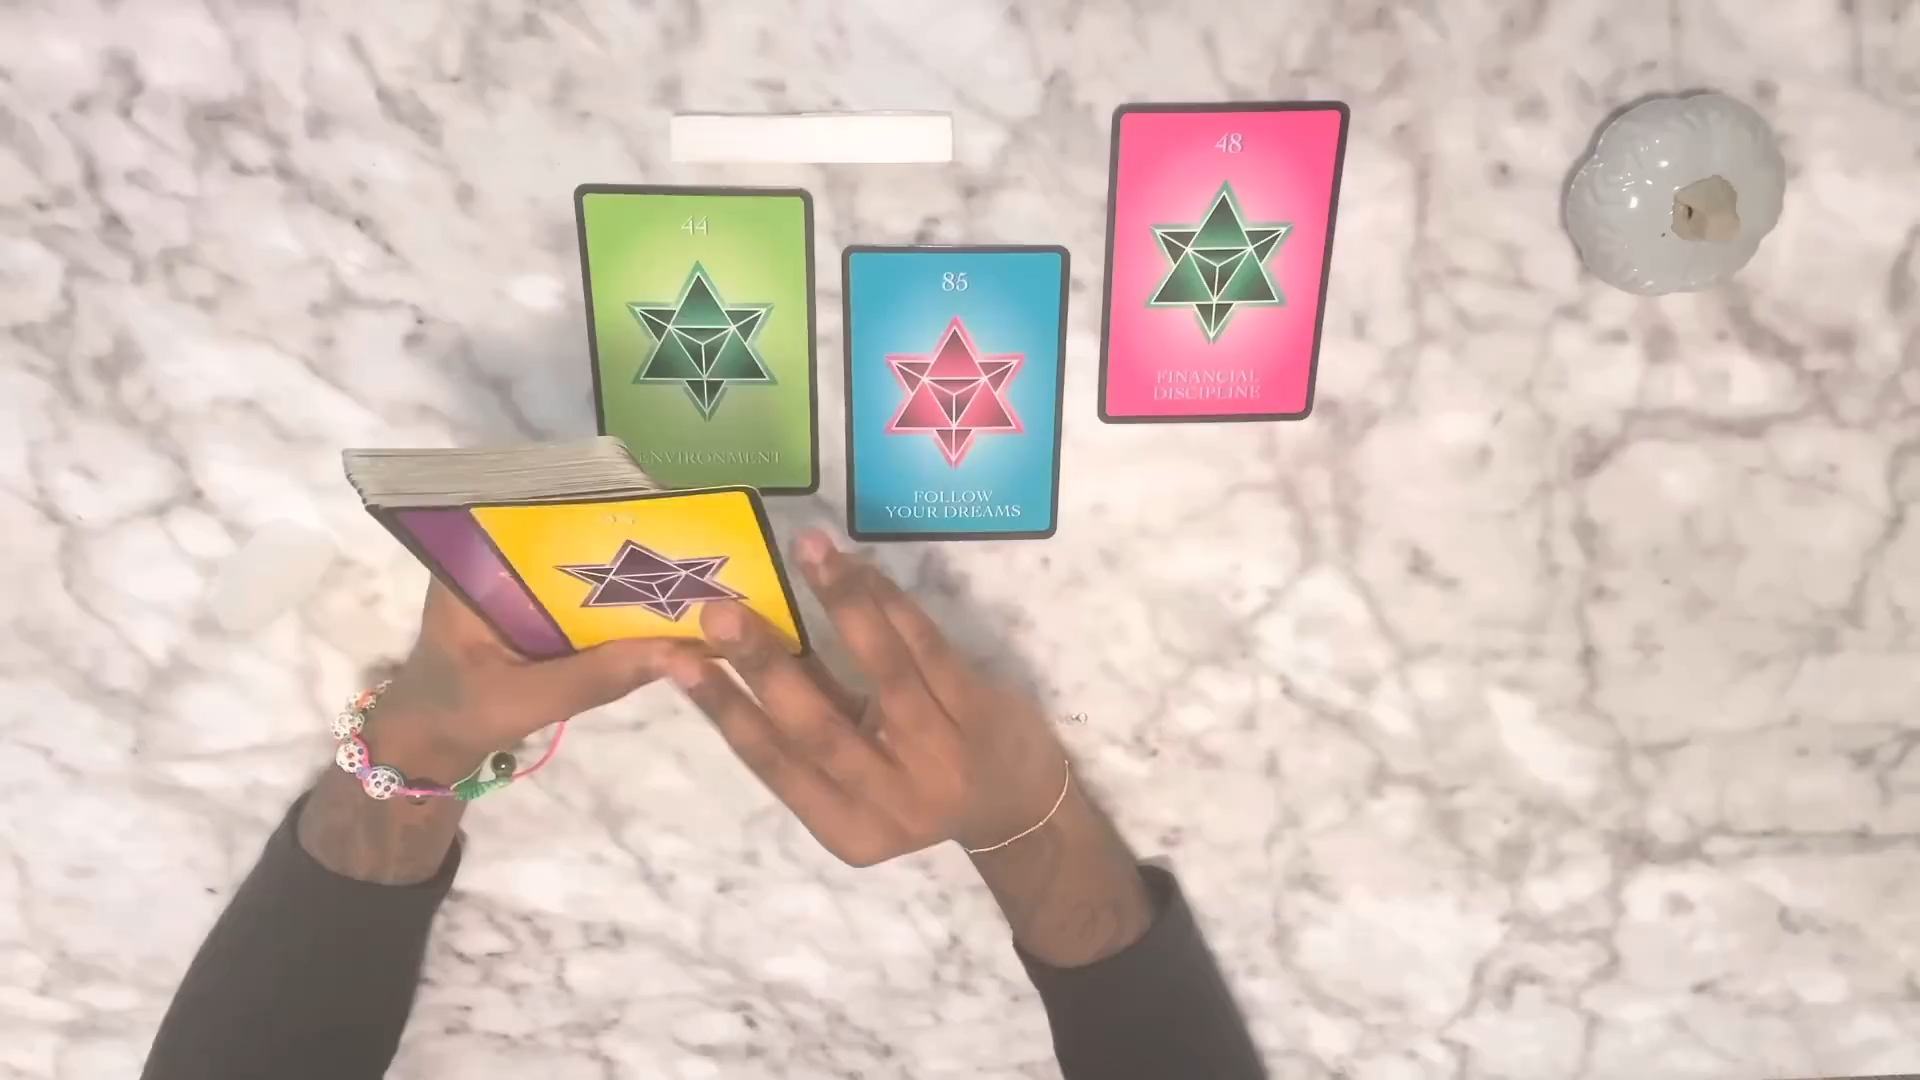 44
ENVIRONMENT
85
FOLLOW
YOUR DREAMS
48
FINANCIAL
DISCIPLINE